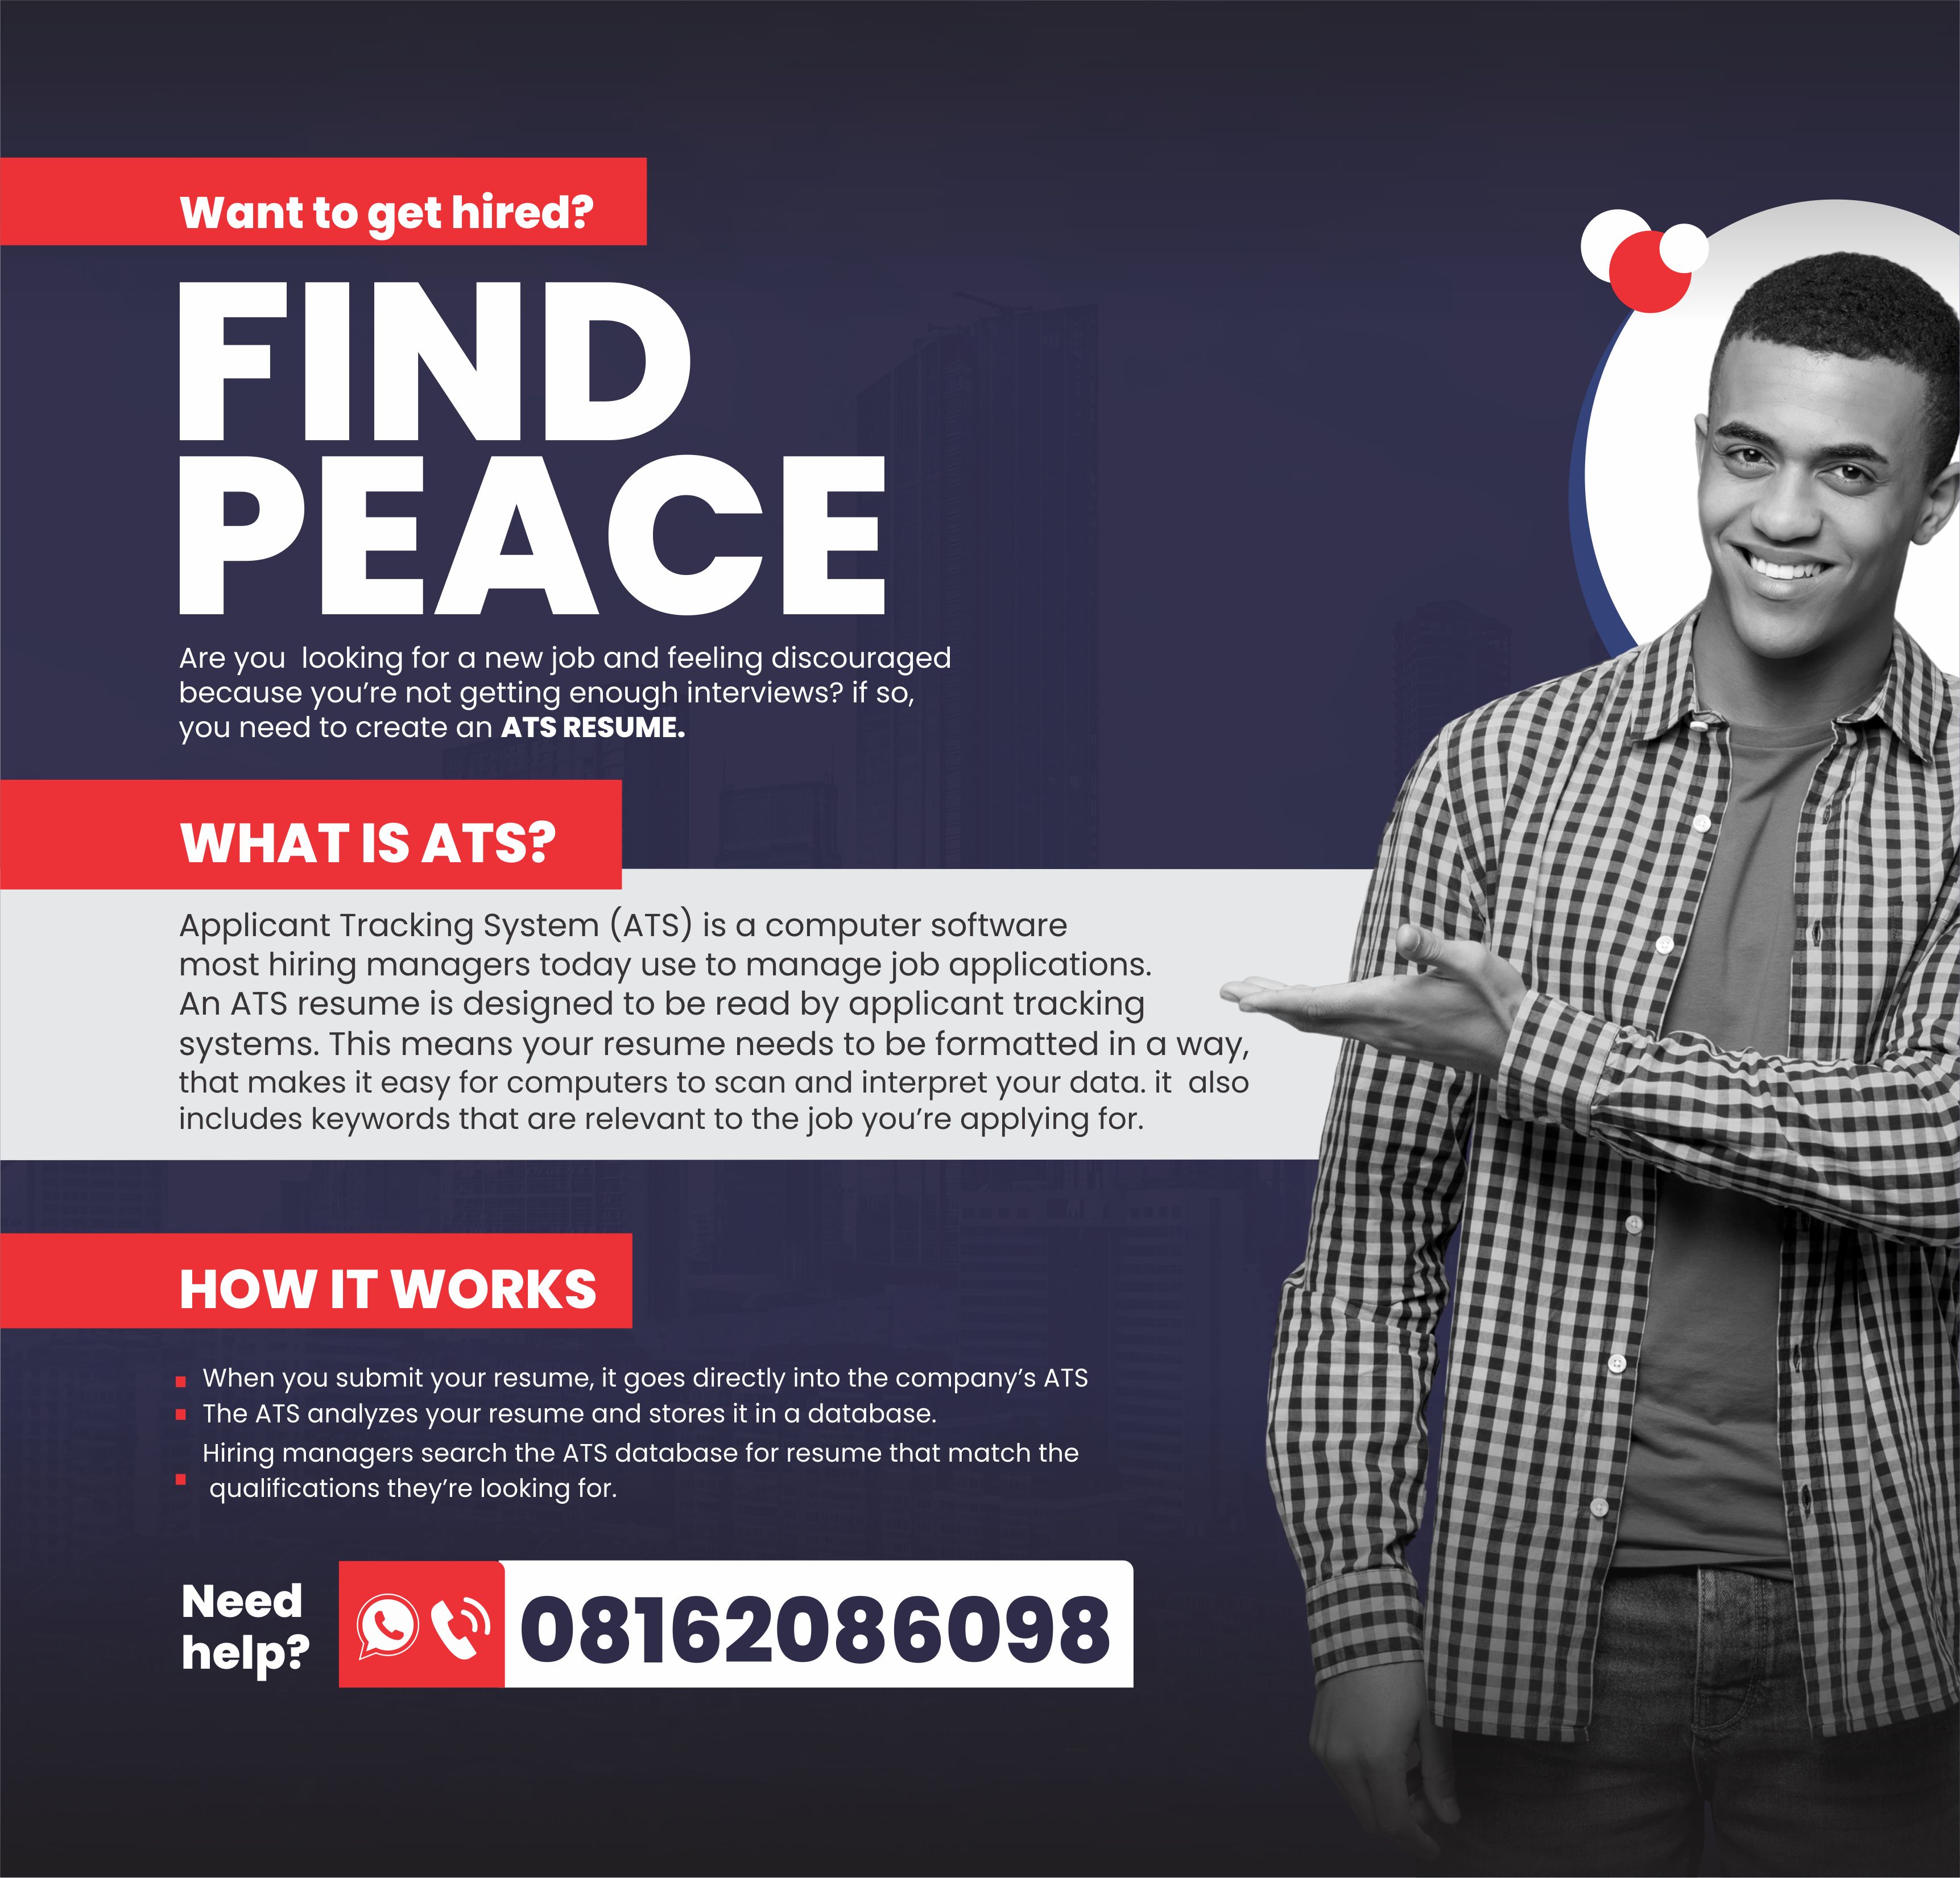 Want to get hired?
FIND
PEACE
Are you  looking for a new job and feeling discouraged
because you’re not getting enough interviews? if so,
you need to create an ATS RESUME.
WHAT IS ATS?
Applicant Tracking System (ATS) is a computer software
most hiring managers today use to manage job applications.
An ATS resume is designed to be read by applicant tracking
systems. This means your resume needs to be formatted in a way,
that makes it easy for computers to scan and interpret your data. it  also
includes keywords that are relevant to the job you’re applying for.
HOW IT WORKS
When you submit your resume, it goes directly into the company’s ATS
The ATS analyzes your resume and stores it in a database.
Hiring managers search the ATS database for resume that match the
qualifications they’re looking for.
Need
help?
08162086098